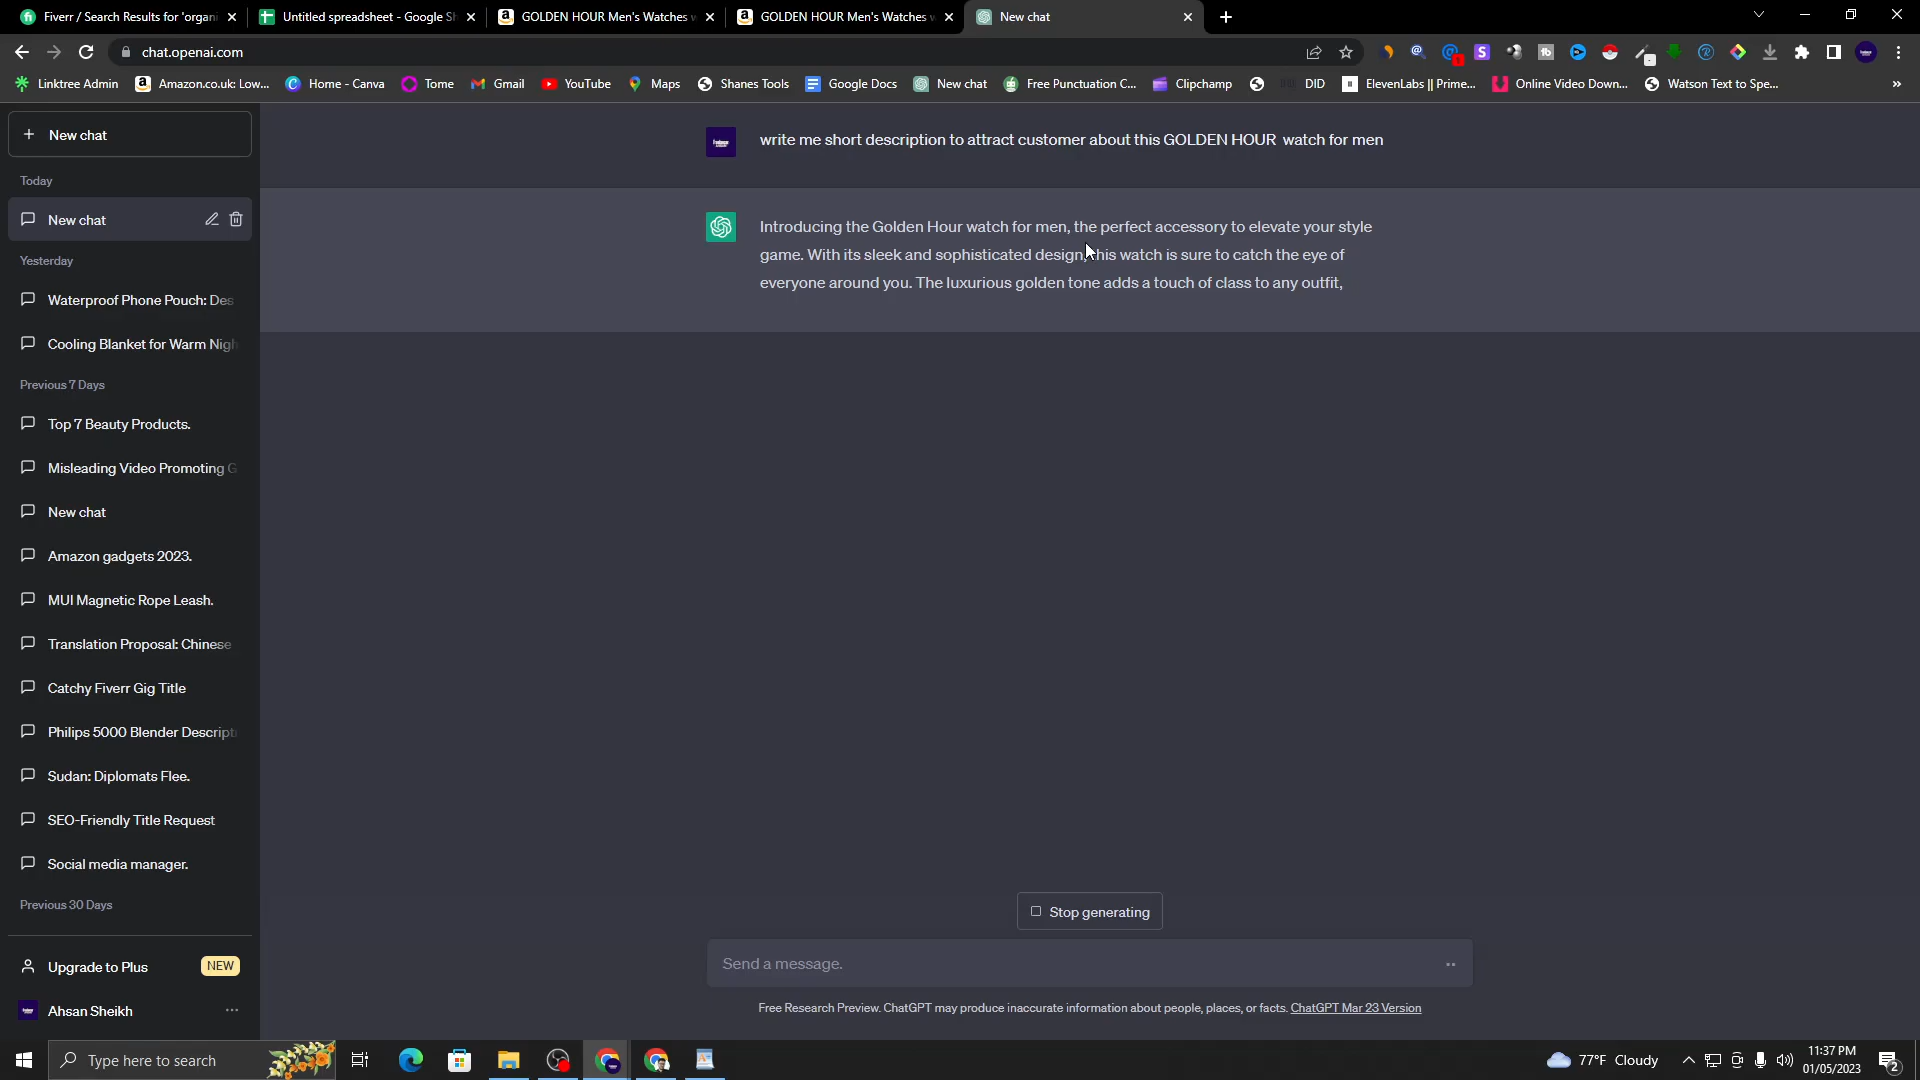 Fiverr / Search Results for 'organi
Untitled spreadsheet - Google Sh
GOLDEN HOUR Men's Watches w
GOLDEN HOUR Men's Watches w
New chat
chat.openai.com
Linktree Admin
Amazon.co.uk: Low...
Home - Canva
Tome
Gmail
YouTube
Maps
Shanes Tools
Google Docs
New chat
Free Punctuation C...
Clipchamp
DID
ElevenLabs || Prime...
Online Video Down...
Watson Text to Spe...
New chat
Today
New chat
Yesterday
Waterproof Phone Pouch: Des
Cooling Blanket for Warm Nigh
Previous 7 Days
Top 7 Beauty Products.
Misleading Video Promoting G
New chat
Amazon gadgets 2023.
MUI Magnetic Rope Leash.
Translation Proposal: Chinese
Catchy Fiverr Gig Title
Philips 5000 Blender Descript
Sudan: Diplomats Flee.
SEO-Friendly Title Request
Social media manager.
Previous 30 Days
Upgrade to Plus
NEW
Ahsan Sheikh
write me short description to attract customer about this GOLDEN HOUR watch for men
Introducing the Golden Hour watch for men, the perfect accessory to elevate your style
game. With its sleek and sophisticated design, this watch is sure to catch the eye of
everyone around you. The luxurious golden tone adds a touch of class to any outfit,
Stop generating
Send a message.
Free Research Preview. ChatGPT may produce inaccurate information about people, places, or facts. ChatGPT Mar 23 Version
Type here to search
77°F Cloudy
11:37 PM
01/05/2023
2